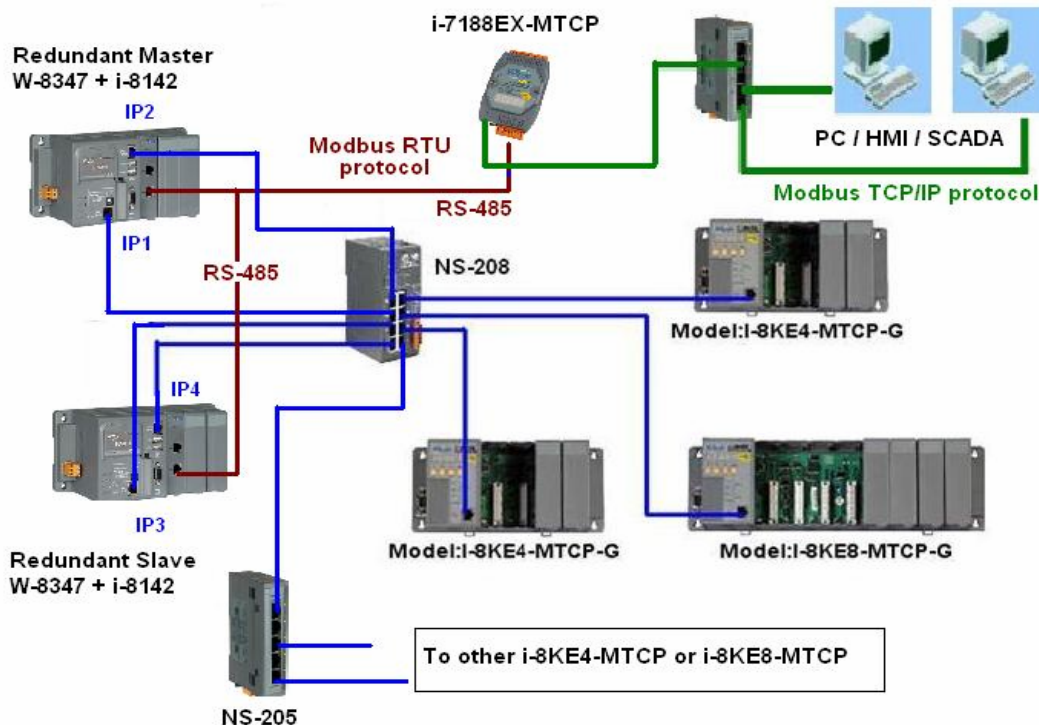 i-7188EX-MTCP
Redundant Master
W-8347 + i-8142
IP2
Modbus RTU
protocol
PC / HMI / SCADA
RS-485
Modbus TCP/IP protocol
IP1
RS-485
NS-208
Model:I-8KE4-MTCP-G
IP4
IP3
Model:I-8KE4-MTCP-G
Model:I-8KE8-MTCP-G
Redundant Slave
W-8347 + i-8142
To other i-8KE4-MTCP or i-8KE8-MTCP
NS-205